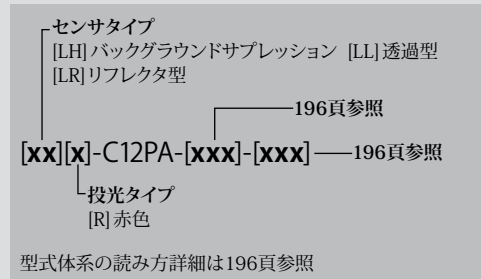 センサタイプ
[LH] バックグラウンドサプレッション [LL] 透過型
[LR] リフレクタ型
196頁参照
[xx][x]-C12PA-[xxx]-[xxx] 196頁参照
投光タイプ
[R] 赤色
型式体系の読み方詳細は196頁参照